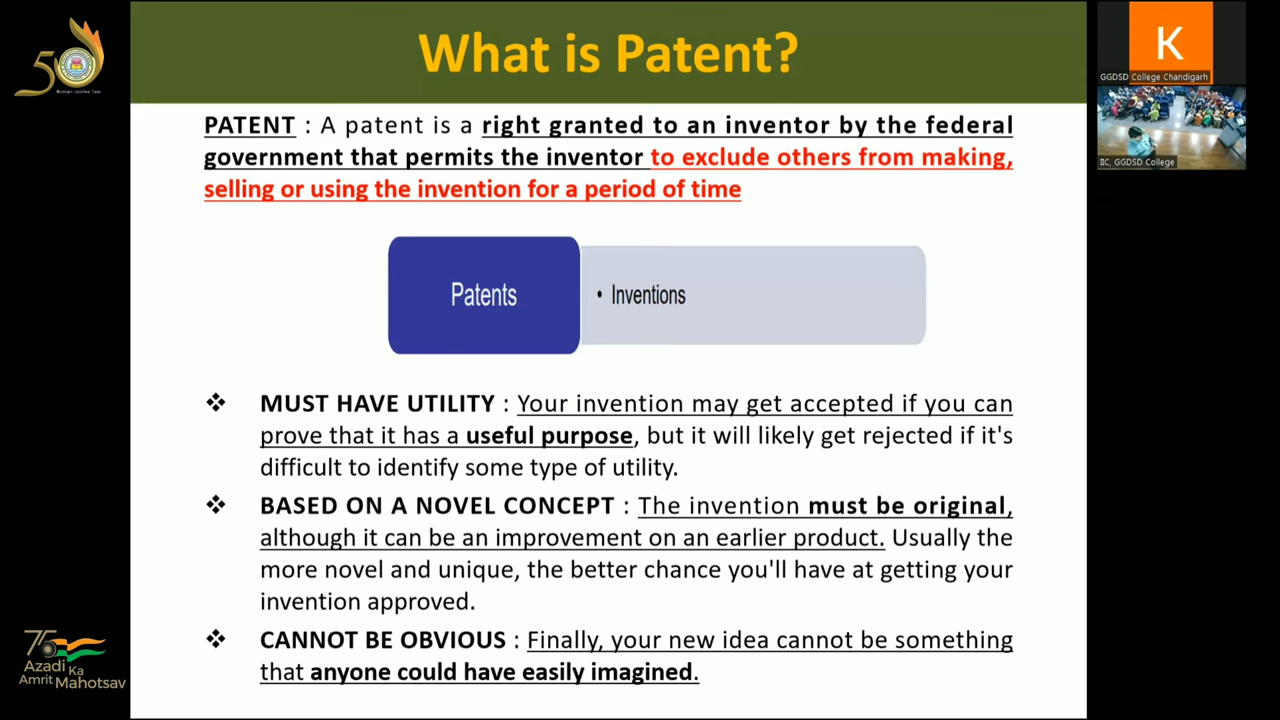 What is Patent?
PATENT : A patent is a right granted to an inventor by the federal
government that permits the inventor to exclude others from making,
selling or using the invention for a period of time
Patents
• Inventions
❖ MUST HAVE UTILITY : Your invention may get accepted if you can
prove that it has a useful purpose, but it will likely get rejected if it's
difficult to identify some type of utility.
❖ BASED ON A NOVEL CONCEPT : The invention must be original,
although it can be an improvement on an earlier product. Usually the
more novel and unique, the better chance you'll have at getting your
invention approved.
❖ CANNOT BE OBVIOUS : Finally, your new idea cannot be something
that anyone could have easily imagined.
50
Golden Jubilee Year
75
Azadi Ka
Amrit Mahotsav
K
GGDSD College Chandigarh
IIC, GGDSD College